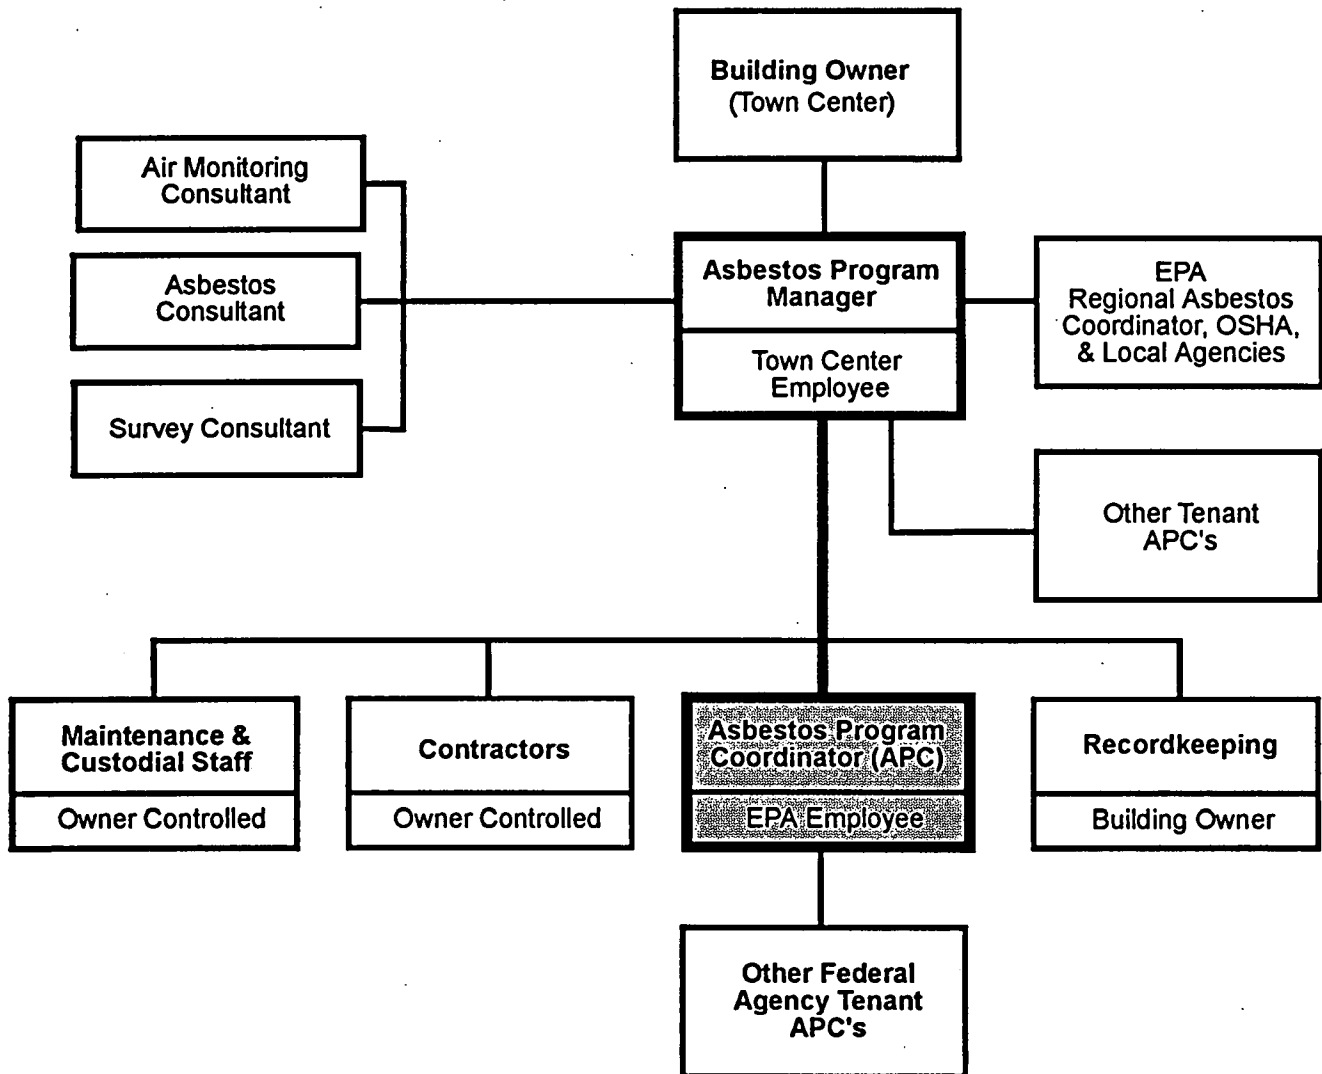 Building Owner
(Town Center)
Air Monitoring
Consultant
Asbestos
Consultant
Survey Consultant
Asbestos Program
Manager
Town Center
Employee
EPA
Regional Asbestos
Coordinator, OSHA,
& Local Agencies
Other Tenant
APC's
Maintenance &
Custodial Staff
Owner Controlled
Contractors
Owner Controlled
Asbestos Program
Coordinator (APC)
EPA Employee
Recordkeeping
Building Owner
Other Federal
Agency Tenant
APC's